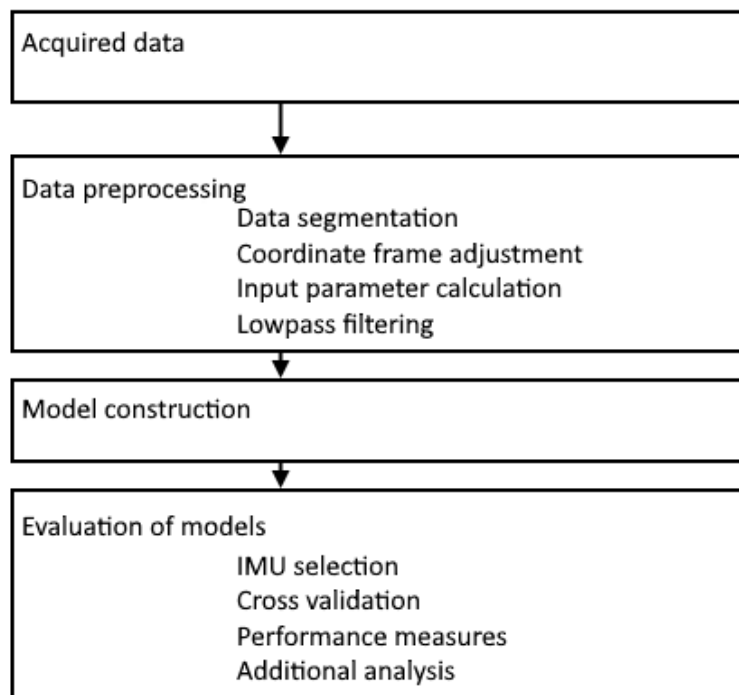 Acquired data
Data preprocessing
Data segmentation
Coordinate frame adjustment
Input parameter calculation
Lowpass filtering
Model construction
Evaluation of models
IMU selection
Cross validation
Performance measures
Additional analysis